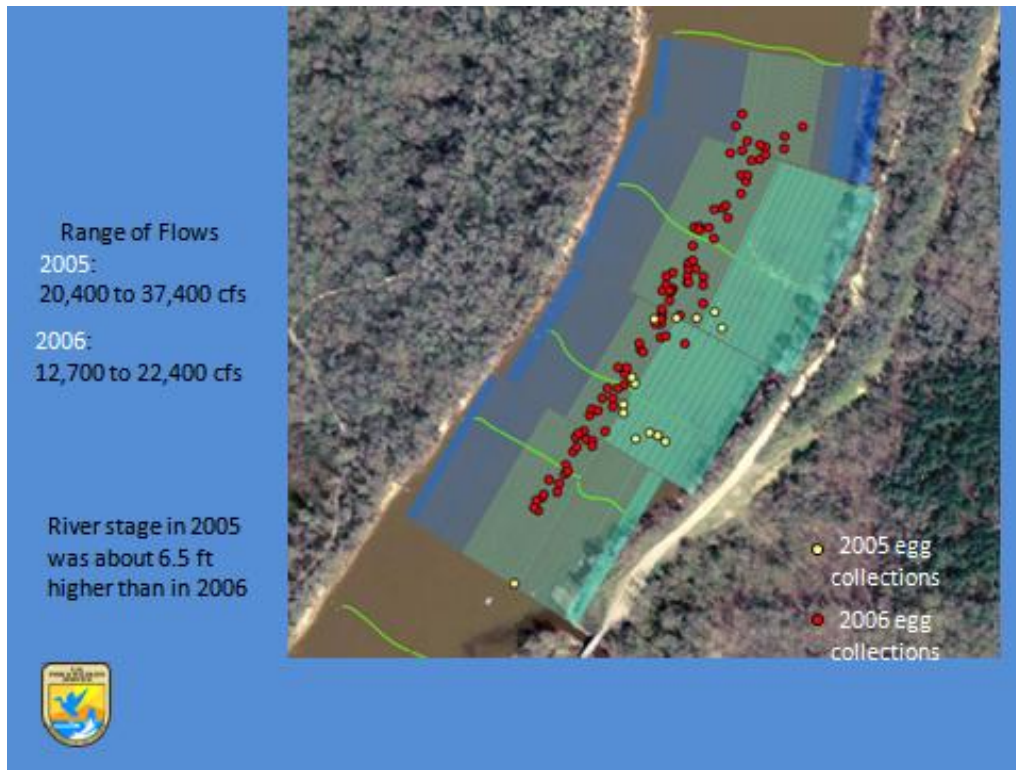 Range of Flows
2005:
20,400 to 37,400 cfs
2006:
12,700 to 22,400 cfs
River stage in 2005
was about 6.5 ft
higher than in 2006
2005 egg
collections
2006 egg
collections